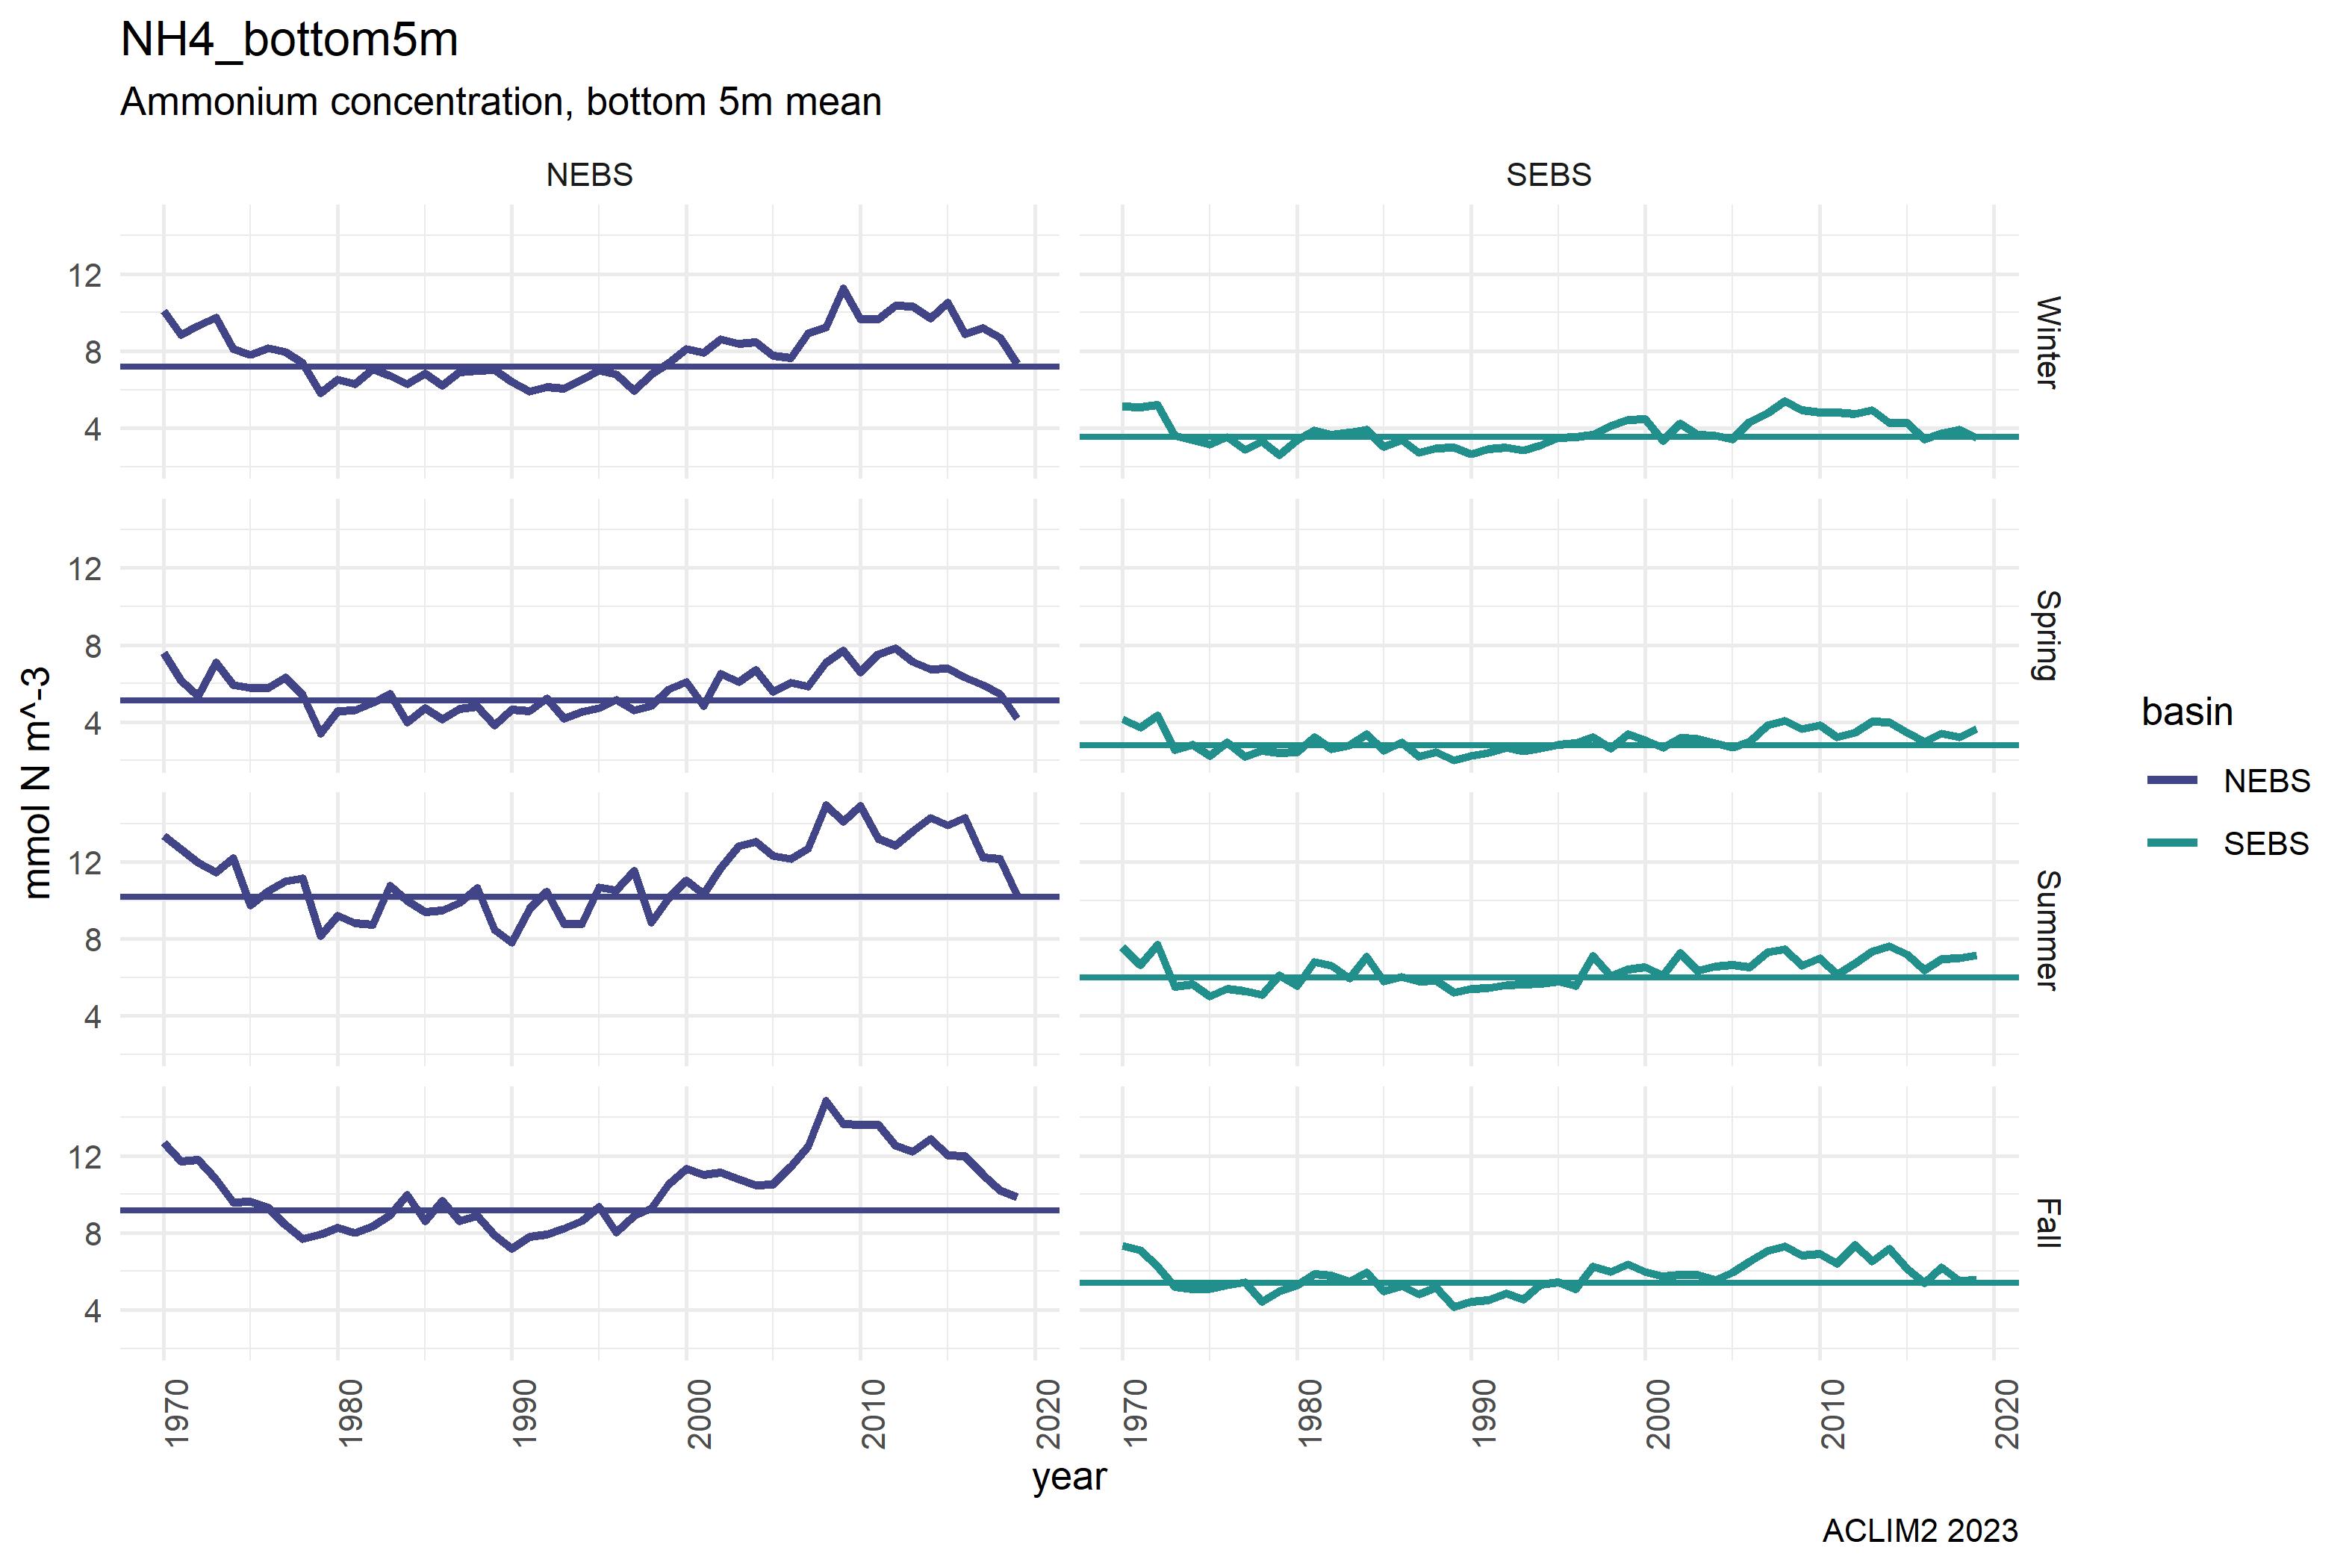 NH4_bottom5m
Ammonium concentration, bottom 5m mean
NEBS SEBS
12
8
4
Winter
12
8
4
Spring
12
8
4
Summer
12
8
4
Fall
mmol N m^-3
1970 1980 1990 2000 2010 2020 1970 1980 1990 2000 2010 2020
year
basin
NEBS
SEBS
ACLIM2 2023